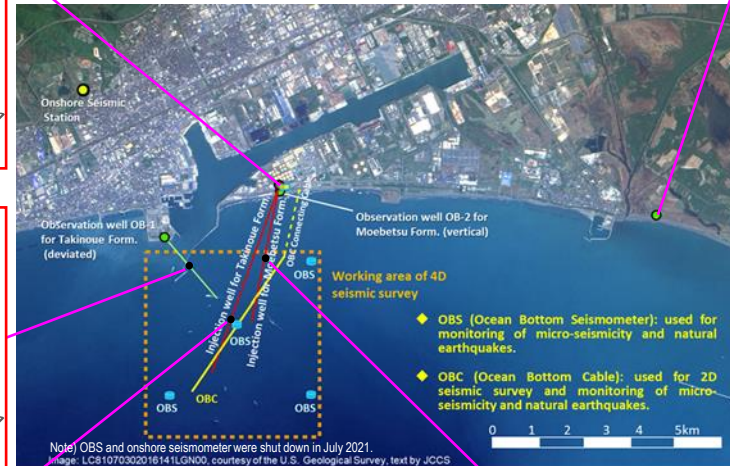 Onshore Seismic
Station
Observation well OB-1
for Takinoue Form.
(deviated)
Injection well for Takinoue Form.
Injection well for Moebetsu Form.
OBC Connecting Cable
Observation well OB-2 for
Moebetsu Form. (vertical)
Working area of 4D
seismic survey
OBS
OBS
OBC
OBS
OBS
◆ OBS (Ocean Bottom Seismometer): used for
monitoring of micro-seismicity and natural
earthquakes.
◆ OBC (Ocean Bottom Cable): used for 2D
seismic survey and monitoring of micro-
seismicity and natural earthquakes.
0 1 2 3 4 5km
Note) OBS and onshore seismometer were shut down in July 2021.
Image: LC81070302016141LGN00, courtesy of the U.S. Geological Survey, text by JCCS